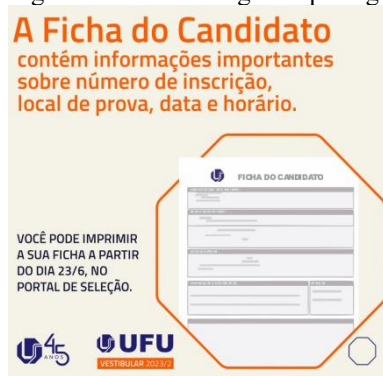 A Ficha do Candidato
contém informações importantes
sobre número de inscrição,
local de prova, data e horário.
FICHA DO CANDIDATO
VOCÊ PODE IMPRIMIR
A SUA FICHA A PARTIR
DO DIA 23/6, NO
PORTAL DE SELEÇÃO.
45
ANOS
UFU
VESTIBULAR 2023/2